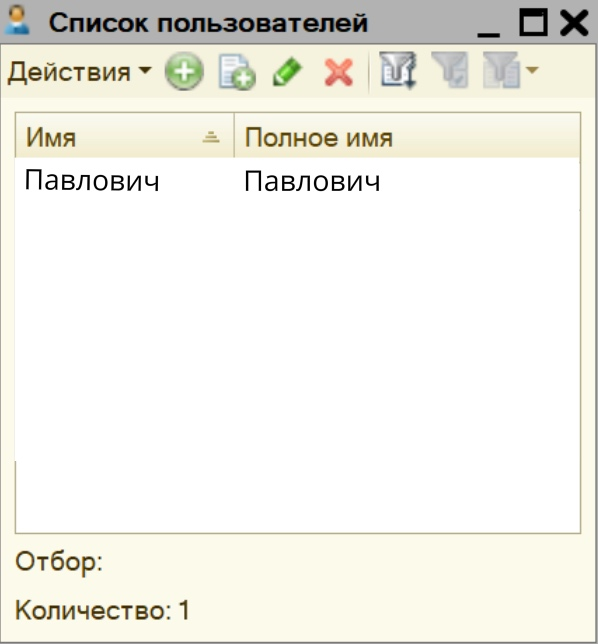 Список пользователей
Действия
Имя Полное имя
Павлович Павлович
Отбор:
Количество: 1